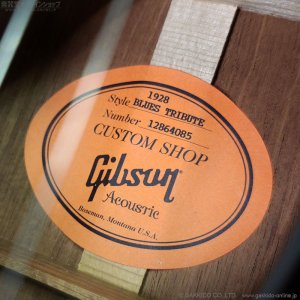 1928
Style BLUES TRIBUTE
Number 12864085
CUSTOM SHOP
Gibson
Acoustic
Bozeman, Montana U.S.A.